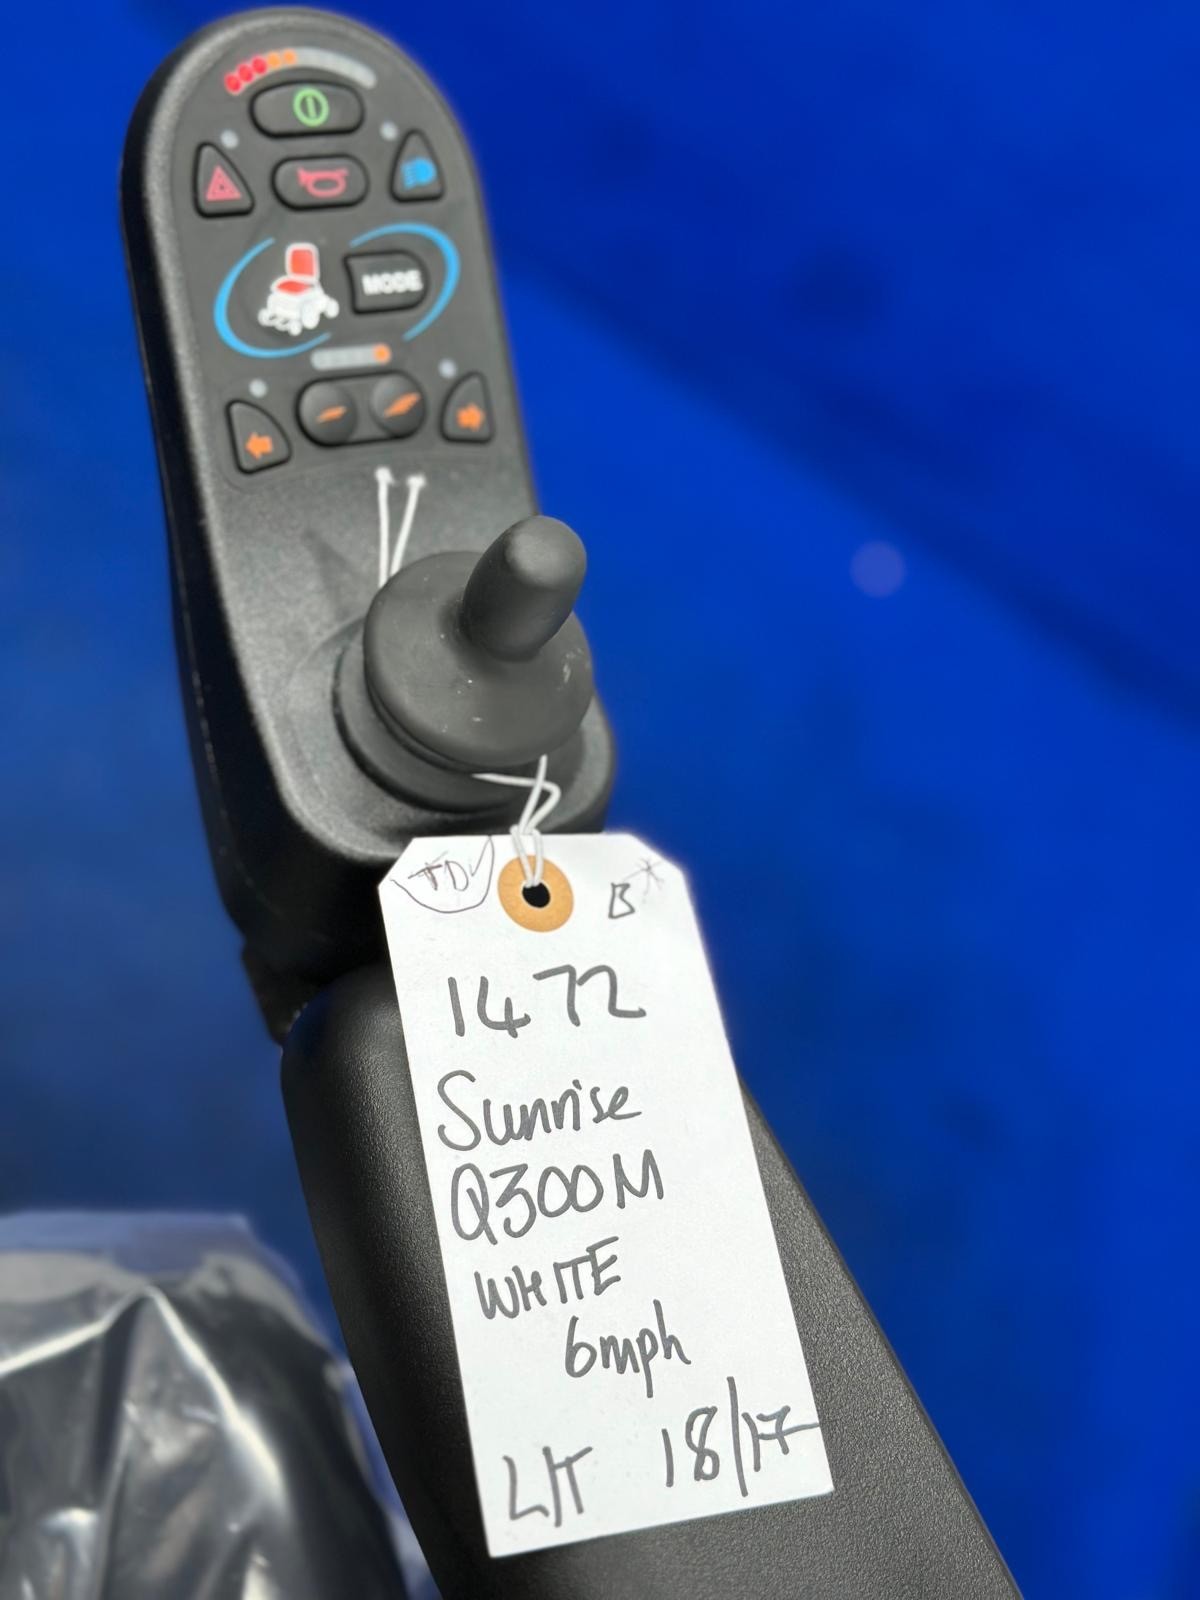 MODE
TD
B
1472
Sunrise
Q300M
WHITE
6mph
L/T 18/17